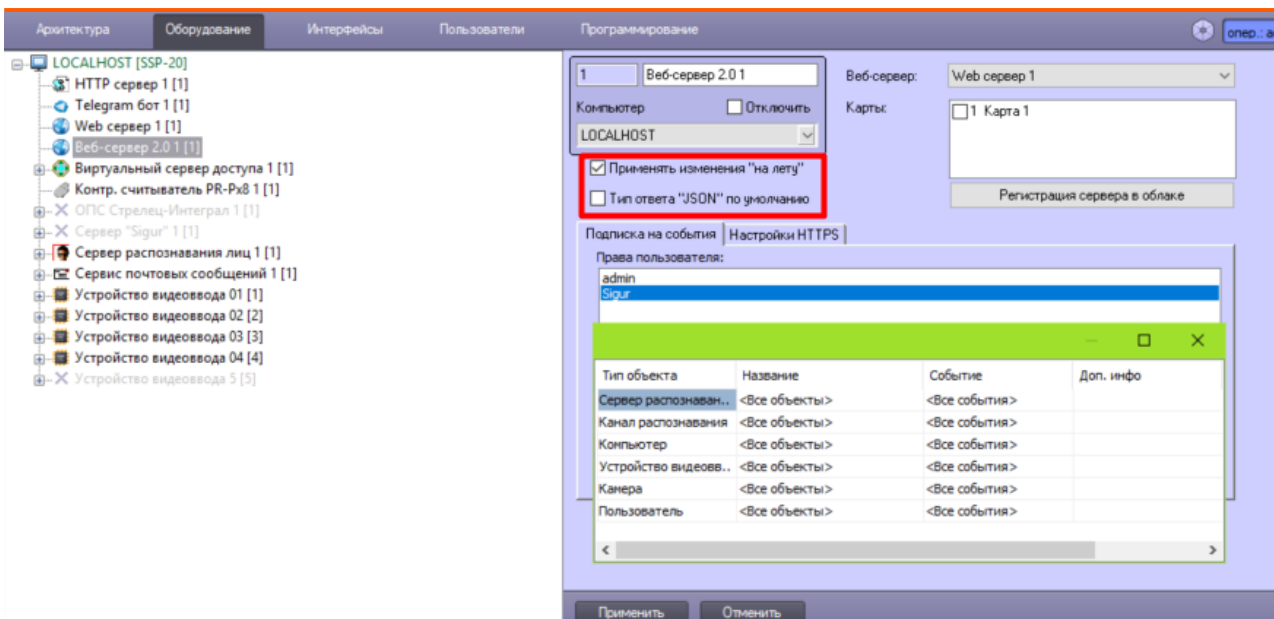 Архитектура Оборудование Интерфейсы Пользователи Программирование опер.: a
LOCALHOST [SSP-20]
HTTP сервер 1 [1]
Telegram бот 1 [1]
Web сервер 1 [1]
Веб-сервер 2.0 1 [1]
Виртуальный сервер доступа 1 [1]
Контр. считыватель PR-Px8 1 [1]
ОПС Стрелец-Интеграл 1 [1]
Сервер "Sigur" 1 [1]
Сервер распознавания лиц 1 [1]
Сервис почтовых сообщений 1 [1]
Устройство видеоввода 01 [1]
Устройство видеоввода 02 [2]
Устройство видеоввода 03 [3]
Устройство видеоввода 04 [4]
Устройство видеоввода 5 [5]
1 Веб-сервер 2.0 1
Компьютер Отключить
LOCALHOST
Применять изменения "на лету"
Тип ответа "JSON" по умолчанию
Веб-сервер: Web сервер 1
Карты: 1 Карта 1
Регистрация сервера в облаке
Подписка на события Настройки HTTPS
Права пользователя:
admin
Sigur
Тип объекта Название Событие Доп. инфо
Сервер распознаван.. <Все объекты> <Все события>
Канал распознавания <Все объекты> <Все события>
Компьютер <Все объекты> <Все события>
Устройство видеовв.. <Все объекты> <Все события>
Камера <Все объекты> <Все события>
Пользователь <Все объекты> <Все события>
Применить Отменить